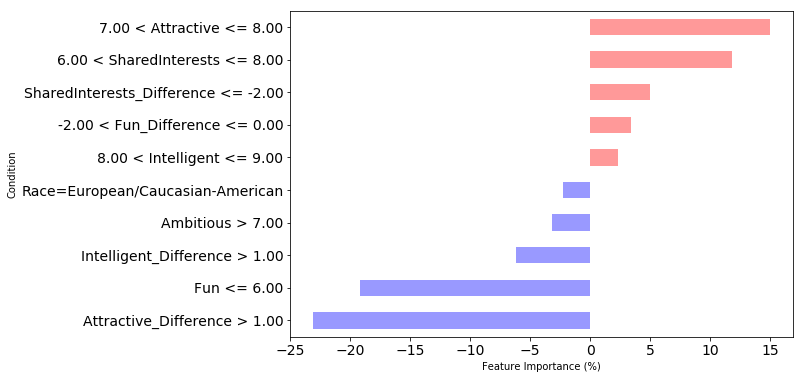 7.00 < Attractive <= 8.00
6.00 < SharedInterests <= 8.00
SharedInterests_Difference <= -2.00
-2.00 < Fun_Difference <= 0.00
8.00 < Intelligent <= 9.00
Race=European/Caucasian-American
Ambitious > 7.00
Intelligent_Difference > 1.00
Fun <= 6.00
Attractive_Difference > 1.00
Condition
−25 −20 −15 −10 −5 0 5 10 15
Feature Importance (%)